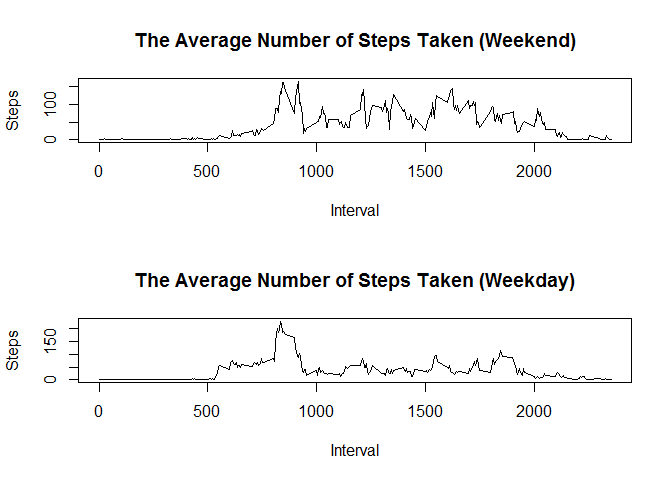 The Average Number of Steps Taken (Weekend)
Steps
100
0
0 500 1000 1500 2000
Interval
The Average Number of Steps Taken (Weekday)
Steps
150
0
0 500 1000 1500 2000
Interval